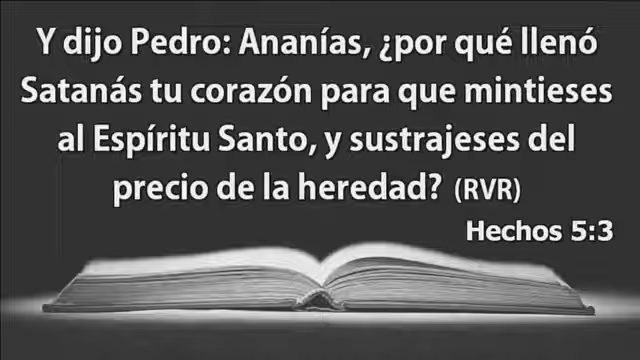 Y dijo Pedro: Ananías, ¿por qué llenó
Satanás tu corazón para que mintieses
al Espíritu Santo, y sustrajeses del
precio de la heredad? (RVR)
Hechos 5:3